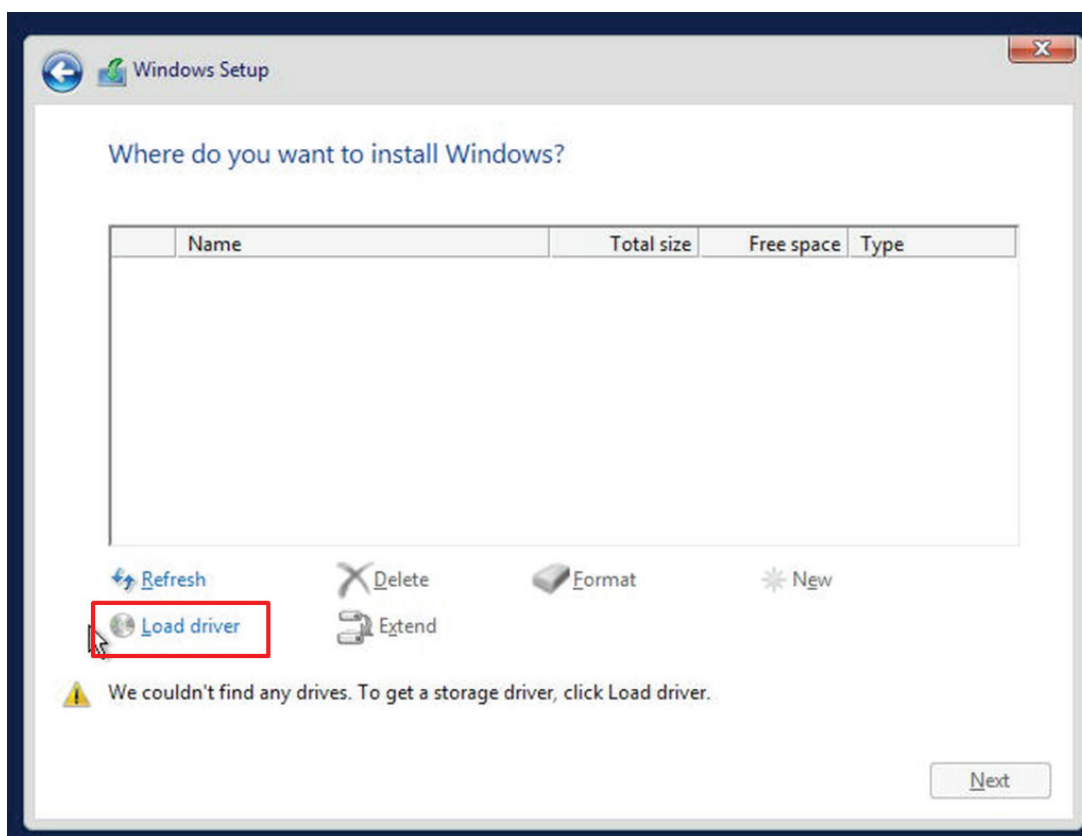 Windows Setup
Where do you want to install Windows?
Name Total size Free space Type
Refresh Delete Format New
Load driver Extend
We couldn't find any drives. To get a storage driver, click Load driver.
Next